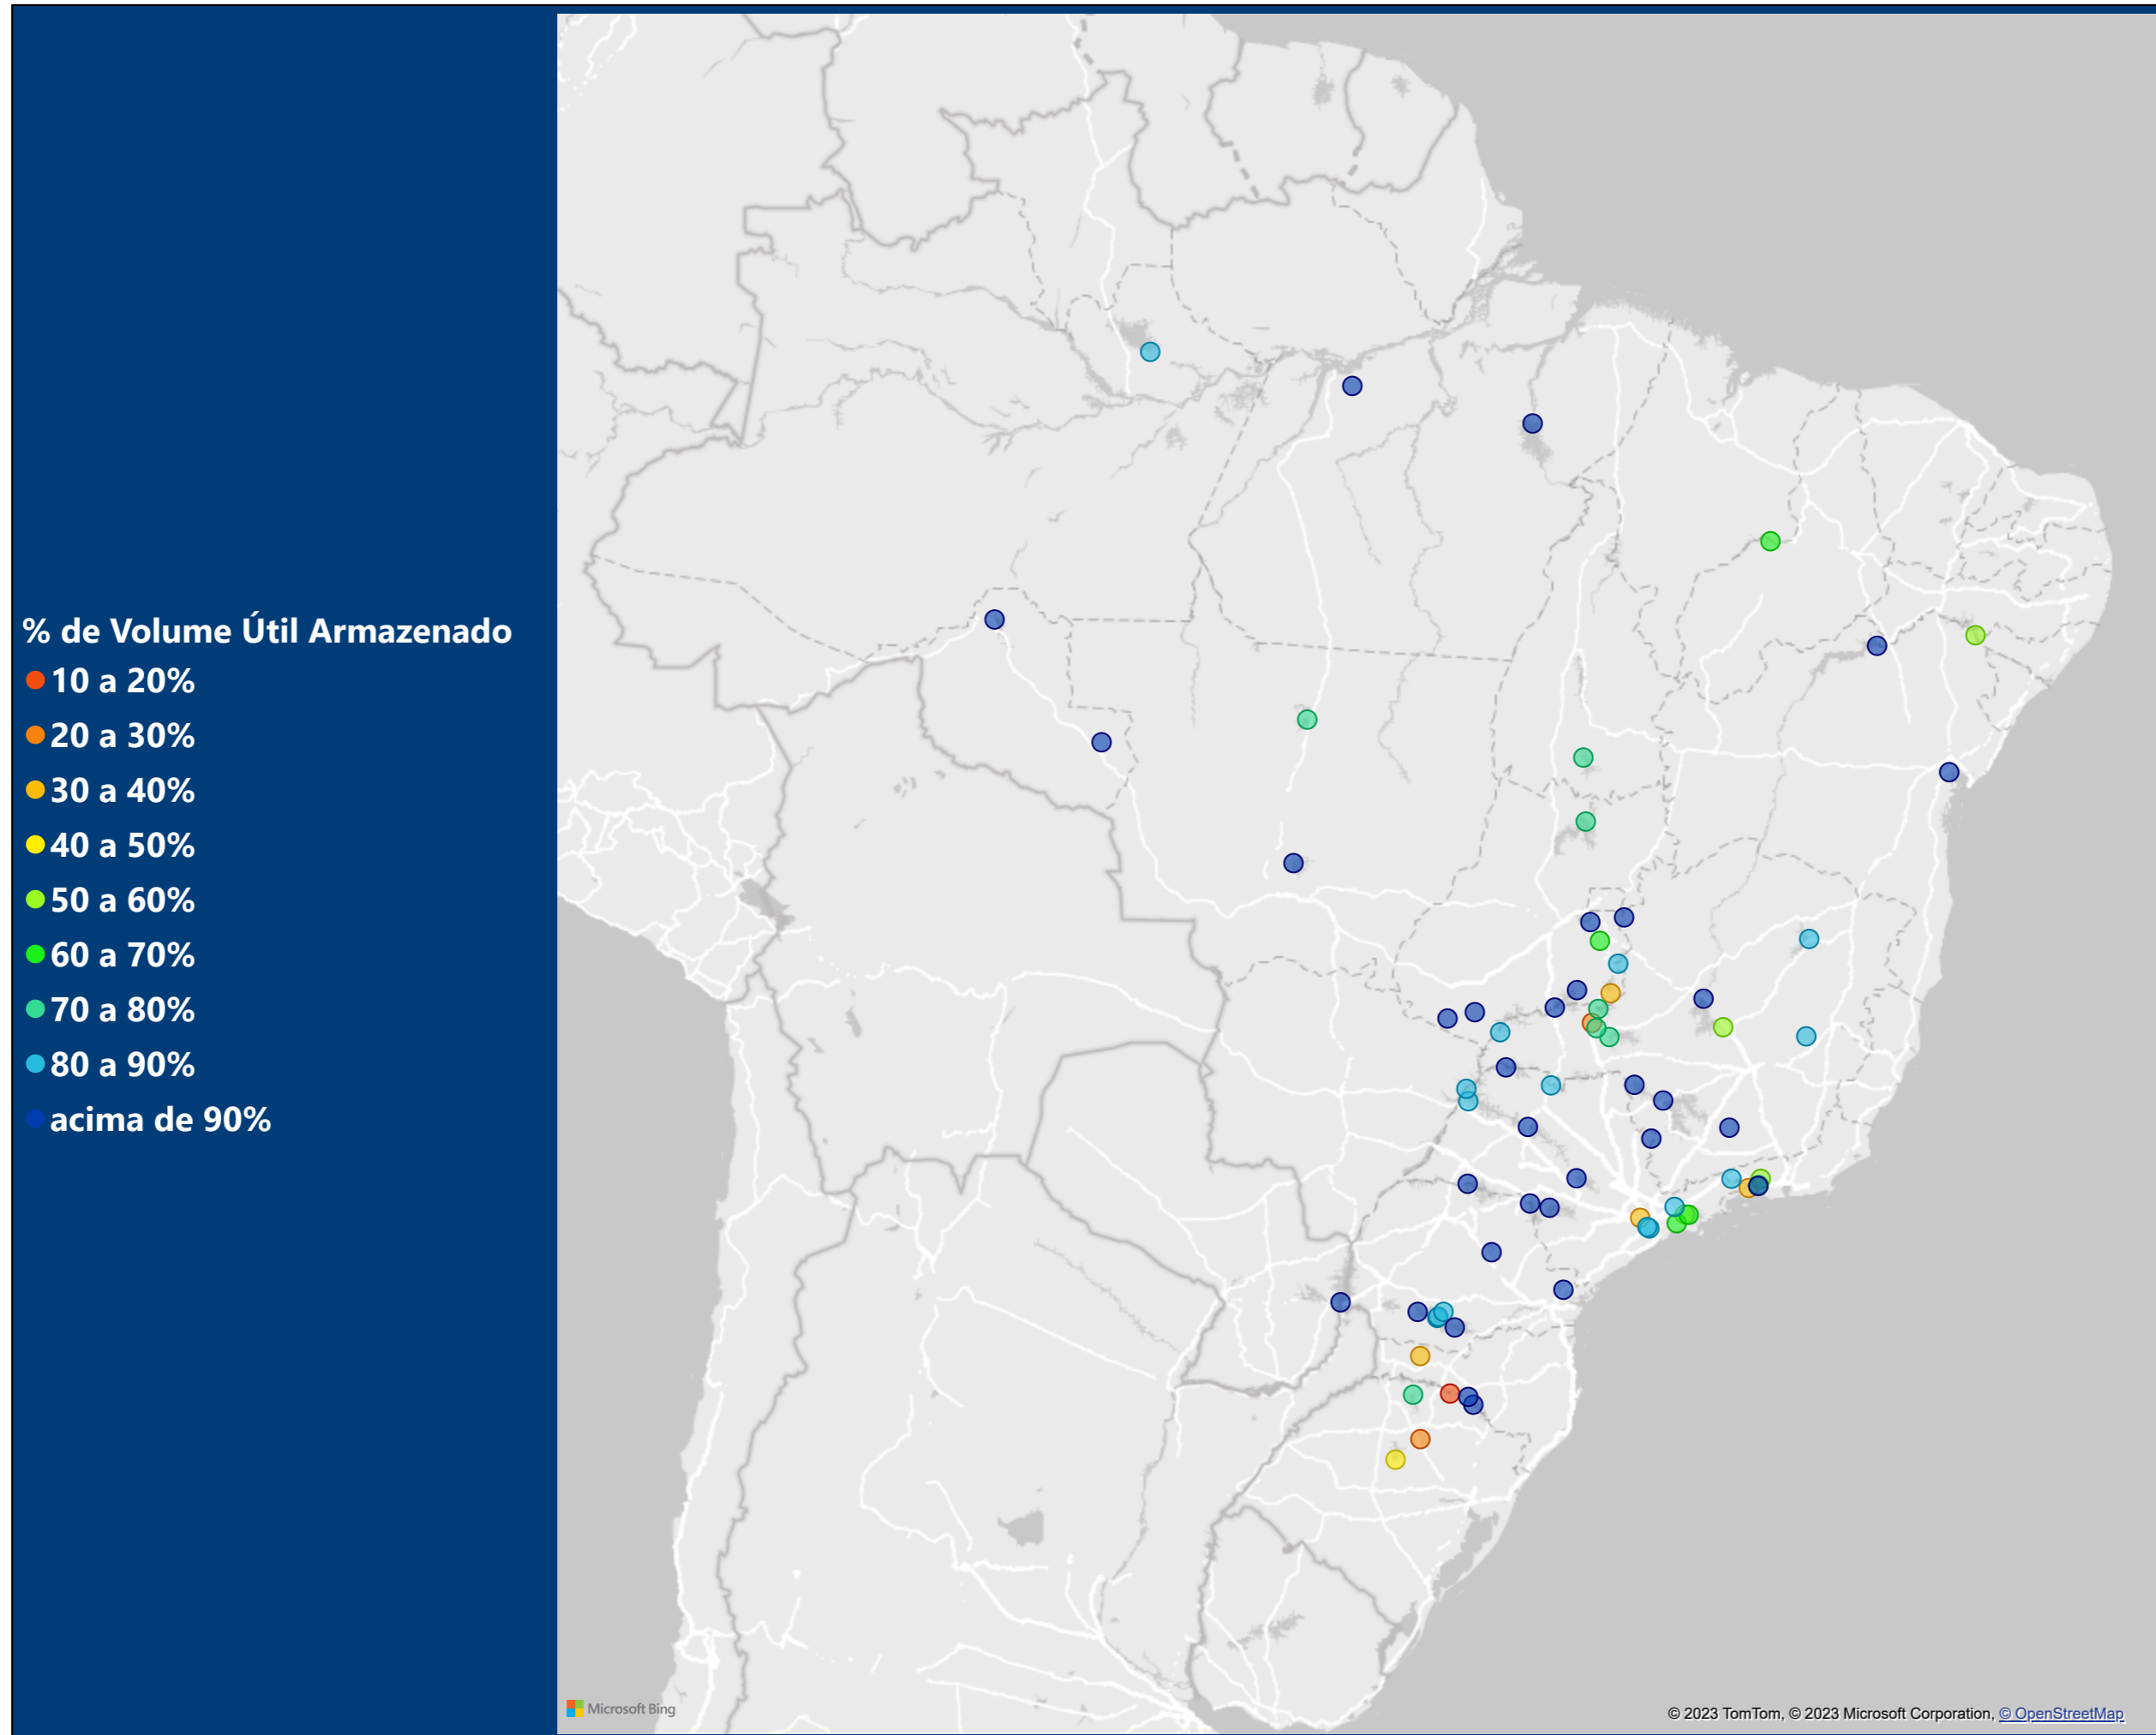 % de Volume Útil Armazenado
10 a 20%
20 a 30%
30 a 40%
40 a 50%
50 a 60%
60 a 70%
70 a 80%
80 a 90%
acima de 90%
Microsoft Bing
© 2023 TomTom, © 2023 Microsoft Corporation, © OpenStreetMap